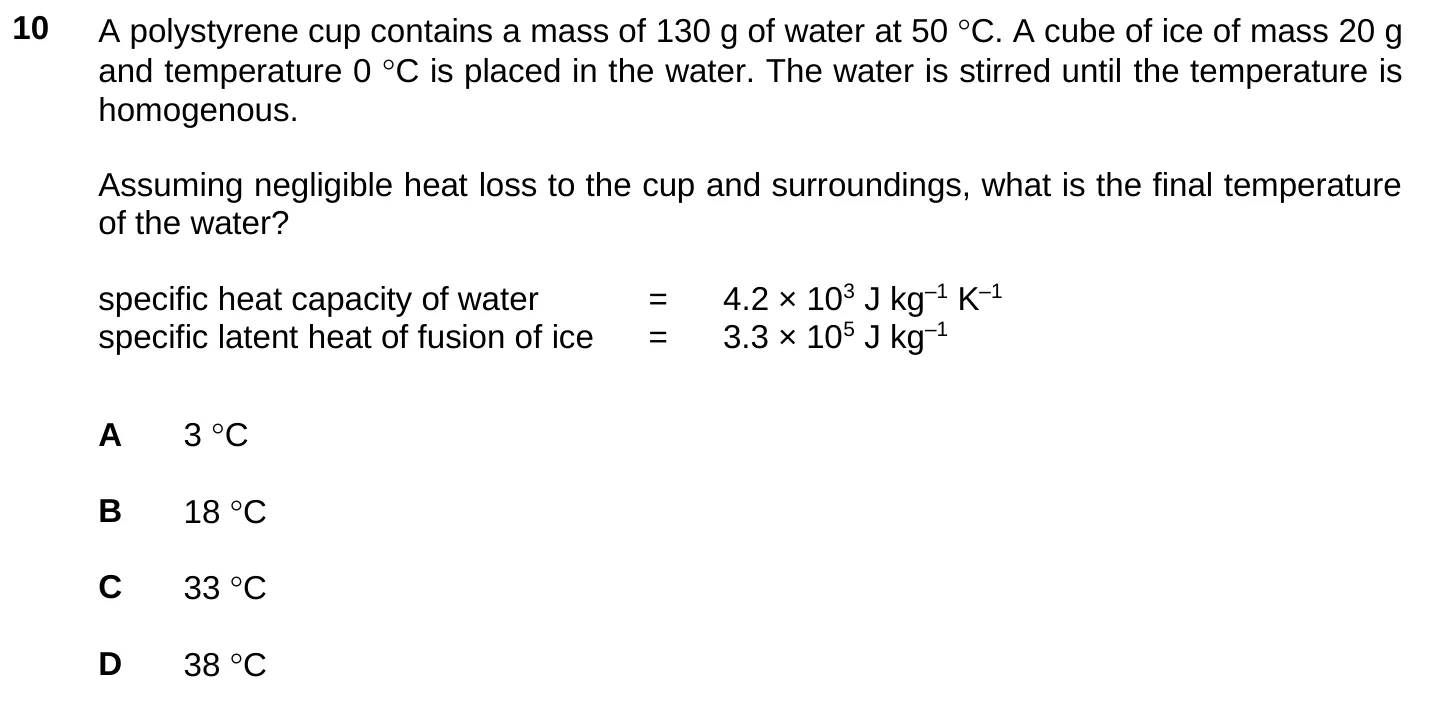 10 A polystyrene cup contains a mass of 130 g of water at 50 °C. A cube of ice of mass 20 g
and temperature 0 °C is placed in the water. The water is stirred until the temperature is
homogenous.
Assuming negligible heat loss to the cup and surroundings, what is the final temperature
of the water?
specific heat capacity of water = 4.2 × 10³ J kg⁻¹ K⁻¹
specific latent heat of fusion of ice = 3.3 × 10⁵ J kg⁻¹
A 3 °C
B 18 °C
C 33 °C
D 38 °C